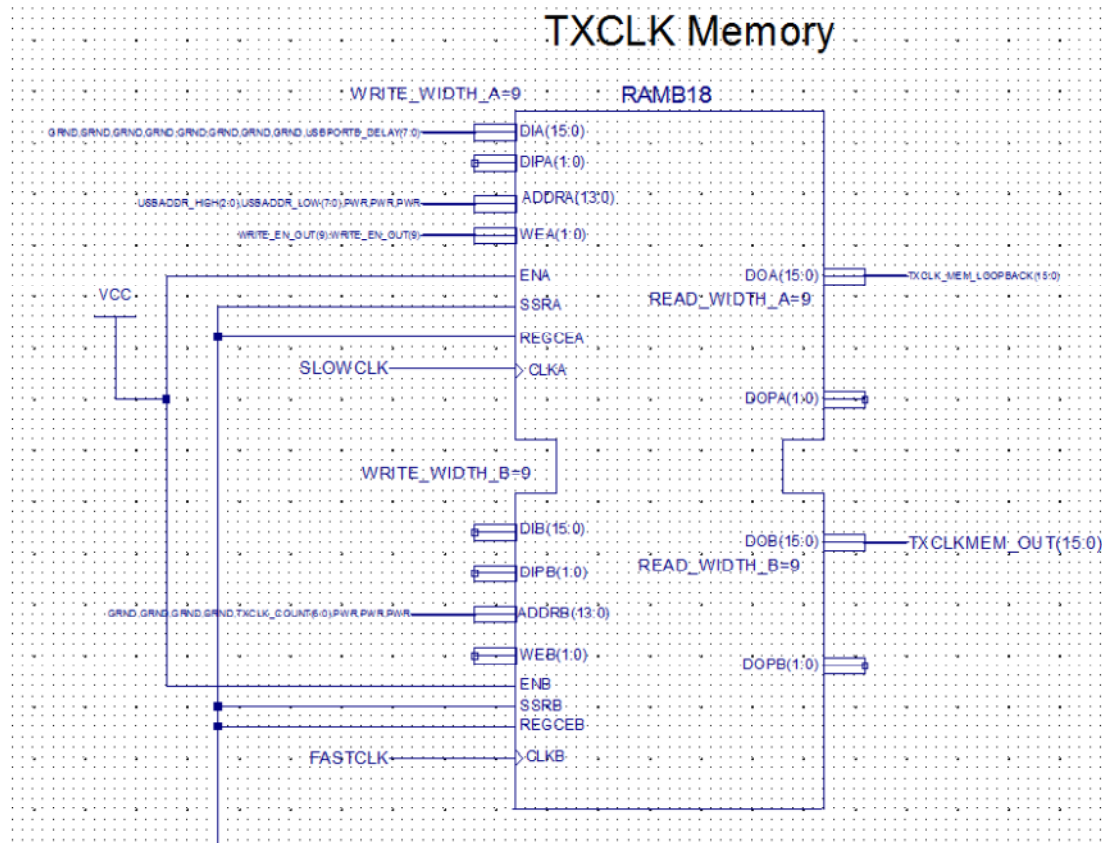 TXCLK Memory
WRITE_WIDTH_A=9
RAMB18
GRND,GRND,GRND,GRND,GRND,GRND,GRND,GRND,USBPORTB_DELAY(7:0)
DIA(15:0)
DIPA(1:0)
USBADDR_HIGH(2:0),USBADDR_LOW(7:0),PWR,PWR,PWR
ADDRA(13:0)
WRITE_EN_OUT(9),WRITE_EN_OUT(9)
WEA(1:0)
ENA
DOA(15:0)
TXCLK_MEM_LOOPBACK(15:0)
VCC
SSRA
READ_WIDTH_A=9
REGCEA
SLOWCLK
CLKA
DOPA(1:0)
WRITE_WIDTH_B=9
DIB(15:0)
DOB(15:0)
TXCLKMEM_OUT(15:0)
DIPB(1:0)
READ_WIDTH_B=9
GRND,GRND,GRND,GRND,TXCLK_COUNT(6:0),PWR,PWR,PWR
ADDRB(13:0)
WEB(1:0)
DOPB(1:0)
ENB
SSRB
REGCEB
FASTCLK
CLKB